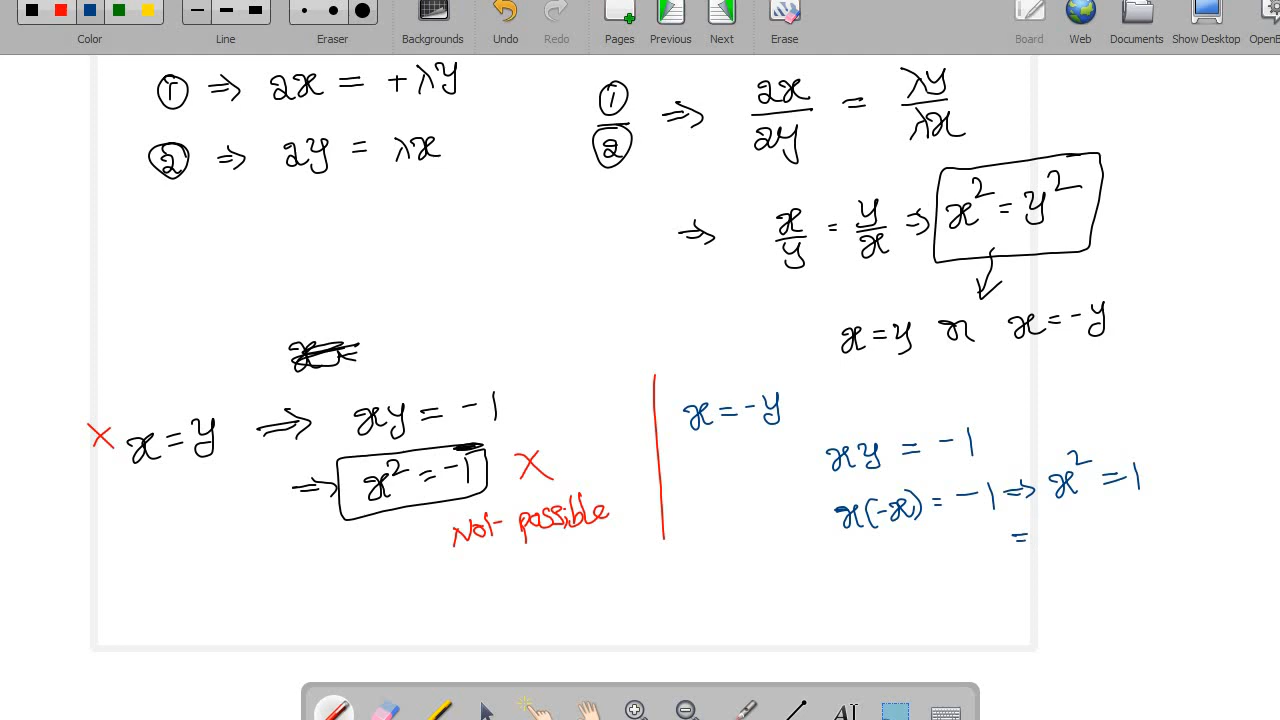 Color Line Eraser Backgrounds Undo Redo Pages Previous Next Erase Board Web Documents Show Desktop OpenB
① ⇒ 2x = +λy
② ⇒ 2y = λx
①/② ⇒ 2x/2y = λy/λx
⇒ x/y = y/x ⇒ x² = y²
x = y or x = -y
x = y ⇒ xy = -1
⇒ x² = -1
Not possible
x = -y
xy = -1
x(-x) = -1 ⇒ x² = 1
=